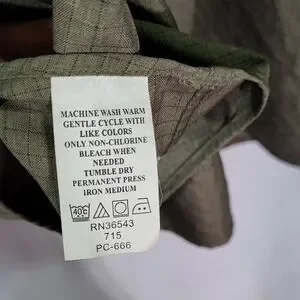 MACHINE WASH WARM
GENTLE CYCLE WITH
LIKE COLORS
ONLY NON-CHLORINE
BLEACH WHEN
NEEDED
TUMBLE DRY
PERMANENT PRESS
IRON MEDIUM
40C
RN36543
715
PC-666